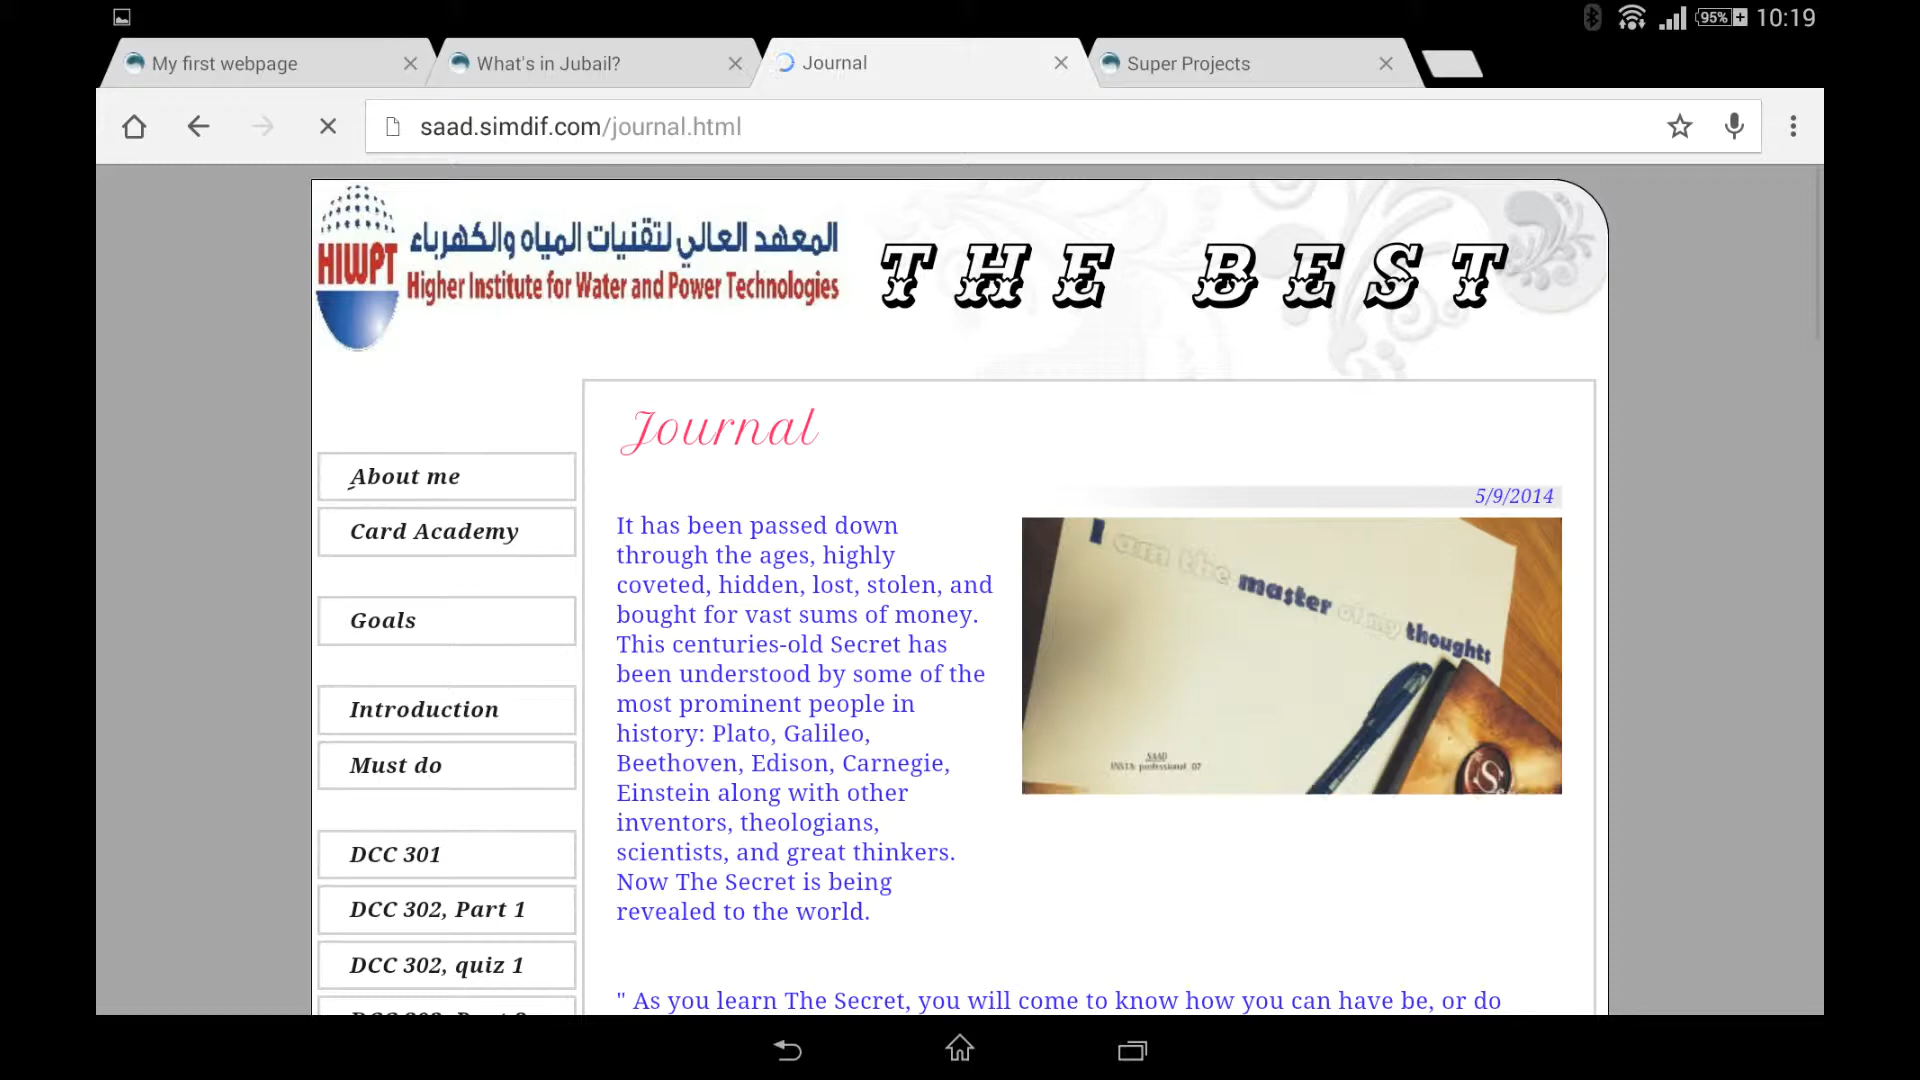 95% 10:19
My first webpage
What's in Jubail?
Journal
Super Projects
saad.simdif.com/journal.html
المعهد العالي لتقنيات المياه والكهرباء
HIWPT
Higher Institute for Water and Power Technologies
THE BEST
Journal
About me
Card Academy
Goals
Introduction
Must do
DCC 301
DCC 302, Part 1
DCC 302, quiz 1
5/9/2014
It has been passed down
through the ages, highly
coveted, hidden, lost, stolen, and
bought for vast sums of money.
This centuries-old Secret has
been understood by some of the
most prominent people in
history: Plato, Galileo,
Beethoven, Edison, Carnegie,
Einstein along with other
inventors, theologians,
scientists, and great thinkers.
Now The Secret is being
revealed to the world.
I am the master of my thoughts
SAAD
INSTA: professional_07
" As you learn The Secret, you will come to know how you can have be, or do